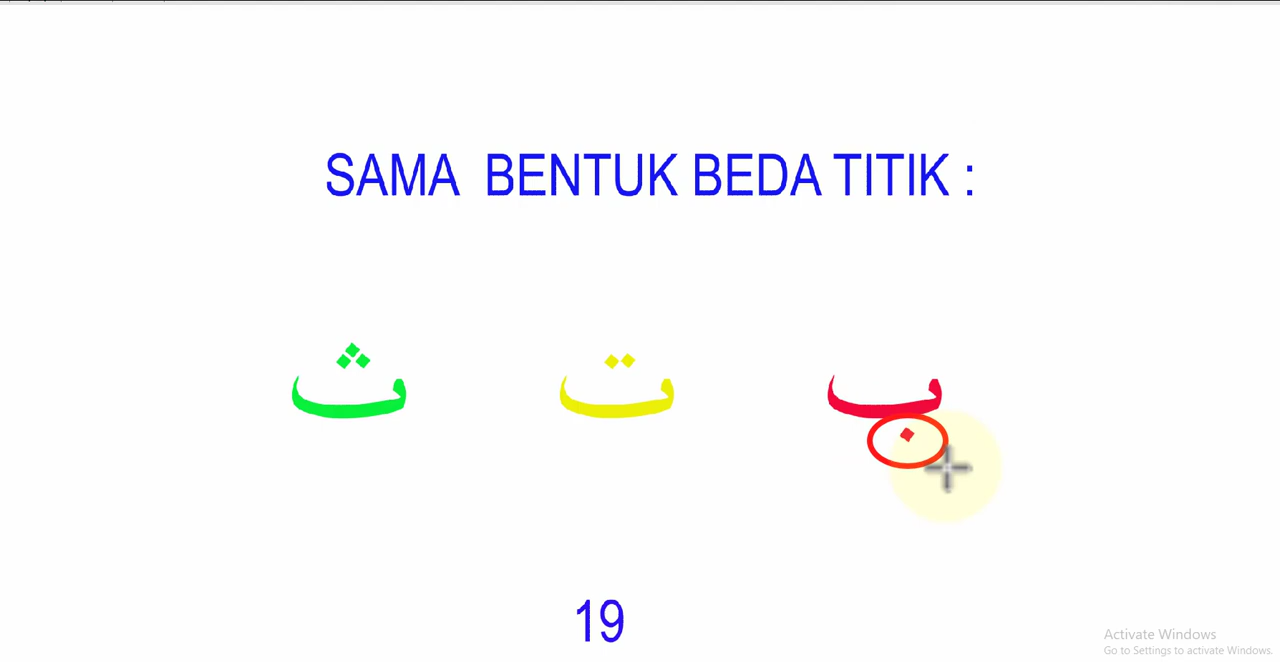 SAMA BENTUK BEDA TITIK :
ب ت ث
19
Activate Windows
Go to Settings to activate Windows.